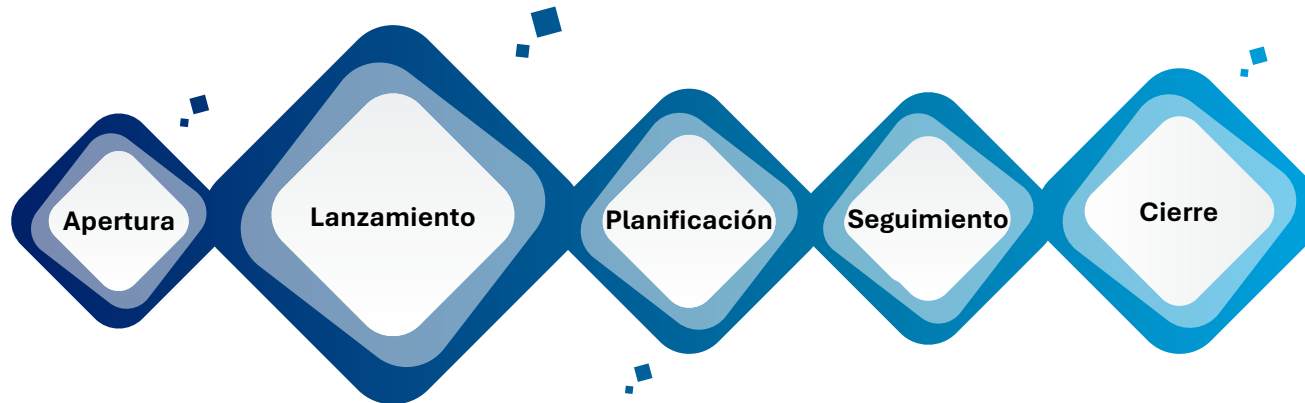 Apertura
Lanzamiento
Planificación
Seguimiento
Cierre